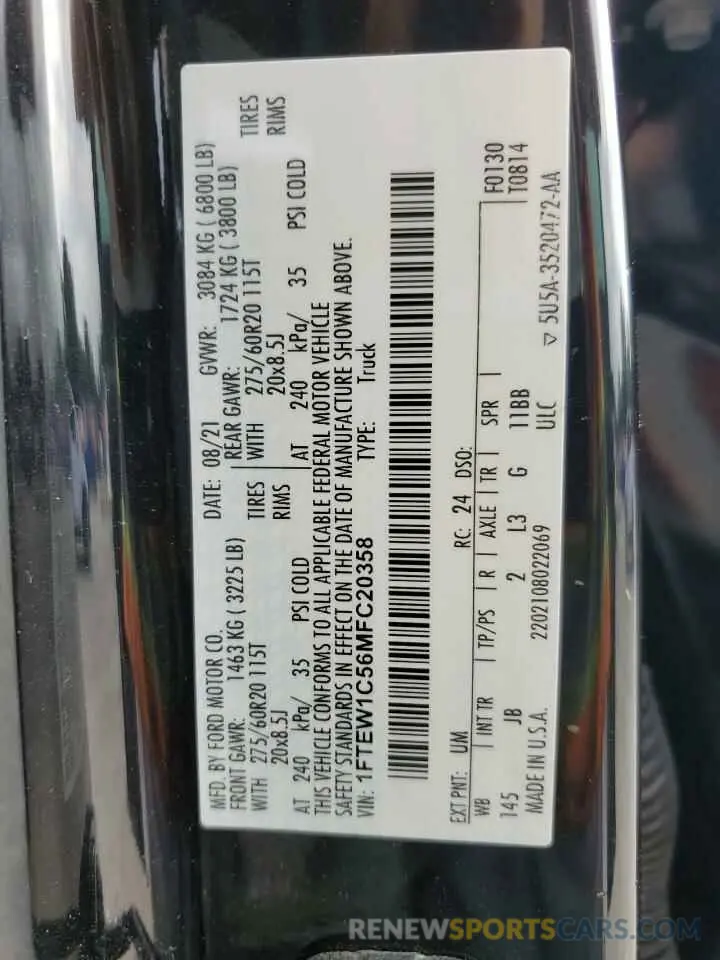 MFD. BY FORD MOTOR CO.
DATE: 08/21 GVWR: 3084 KG ( 6800 LB)
FRONT GAWR: 1463 KG ( 3225 LB) REAR GAWR: 1724 KG ( 3800 LB)
WITH 275/60R20 115T TIRES WITH 275/60R20 115T TIRES
20x8.5J RIMS 20x8.5J RIMS
AT 240 kPa/ 35 PSI COLD AT 240 kPa/ 35 PSI COLD
THIS VEHICLE CONFORMS TO ALL APPLICABLE FEDERAL MOTOR VEHICLE
SAFETY STANDARDS IN EFFECT ON THE DATE OF MANUFACTURE SHOWN ABOVE.
VIN: 1FTEW1C56MFC20358 TYPE: Truck
EXT PNT: UM RC: 24 DSO:
WB INT TR TP/PS R AXLE TR SPR F0130
145 JB 2 L3 G 11BB T0814
ULC
MADE IN U.S.A. 2202108022069 ▽ 5U5A-3520472-AA
RENEWSPORTSCARS.COM